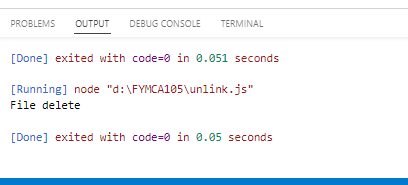 PROBLEMS OUTPUT DEBUG CONSOLE TERMINAL
[Done] exited with code=0 in 0.051 seconds
[Running] node "d:\FYMCA105\unlink.js"
File delete
[Done] exited with code=0 in 0.05 seconds